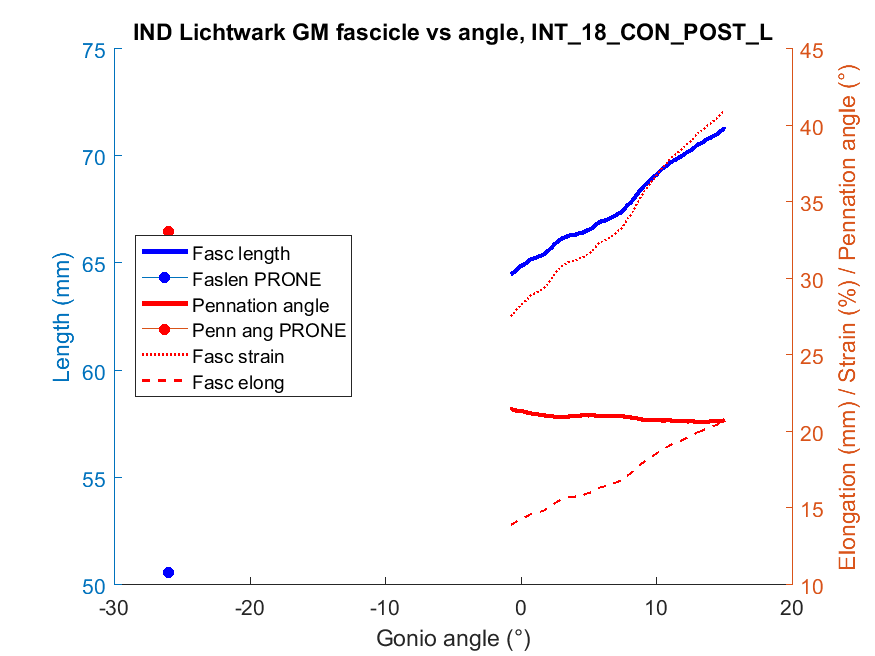 IND Lichtwark GM fascicle vs angle, INT_18_CON_POST_L
75
70
65
60
55
50
Length (mm)
45
40
35
30
25
20
15
10
Elongation (mm) / Strain (%) / Pennation angle (°)
Fasc length
Faslen PRONE
Pennation angle
Penn ang PRONE
Fasc strain
Fasc elong
-30
-20
-10
0
10
20
Gonio angle (°)